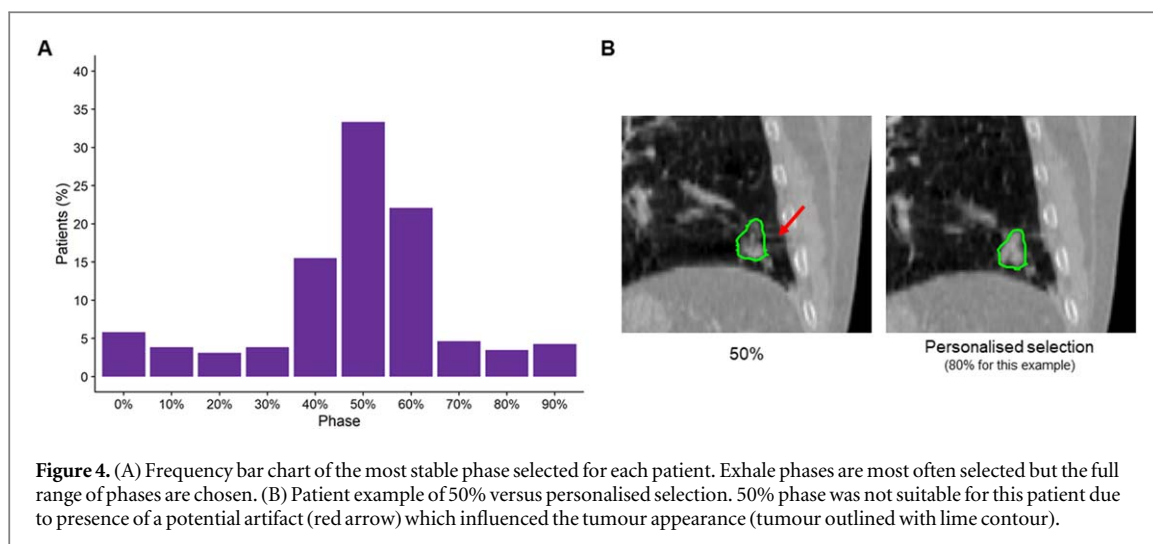 A
B
40
35
30
25
20
15
10
5
0
Patients (%)
0% 10% 20% 30% 40% 50% 60% 70% 80% 90%
Phase
50%
Personalised selection
(80% for this example)
Figure 4. (A) Frequency bar chart of the most stable phase selected for each patient. Exhale phases are most often selected but the full
range of phases are chosen. (B) Patient example of 50% versus personalised selection. 50% phase was not suitable for this patient due
to presence of a potential artifact (red arrow) which influenced the tumour appearance (tumour outlined with lime contour).